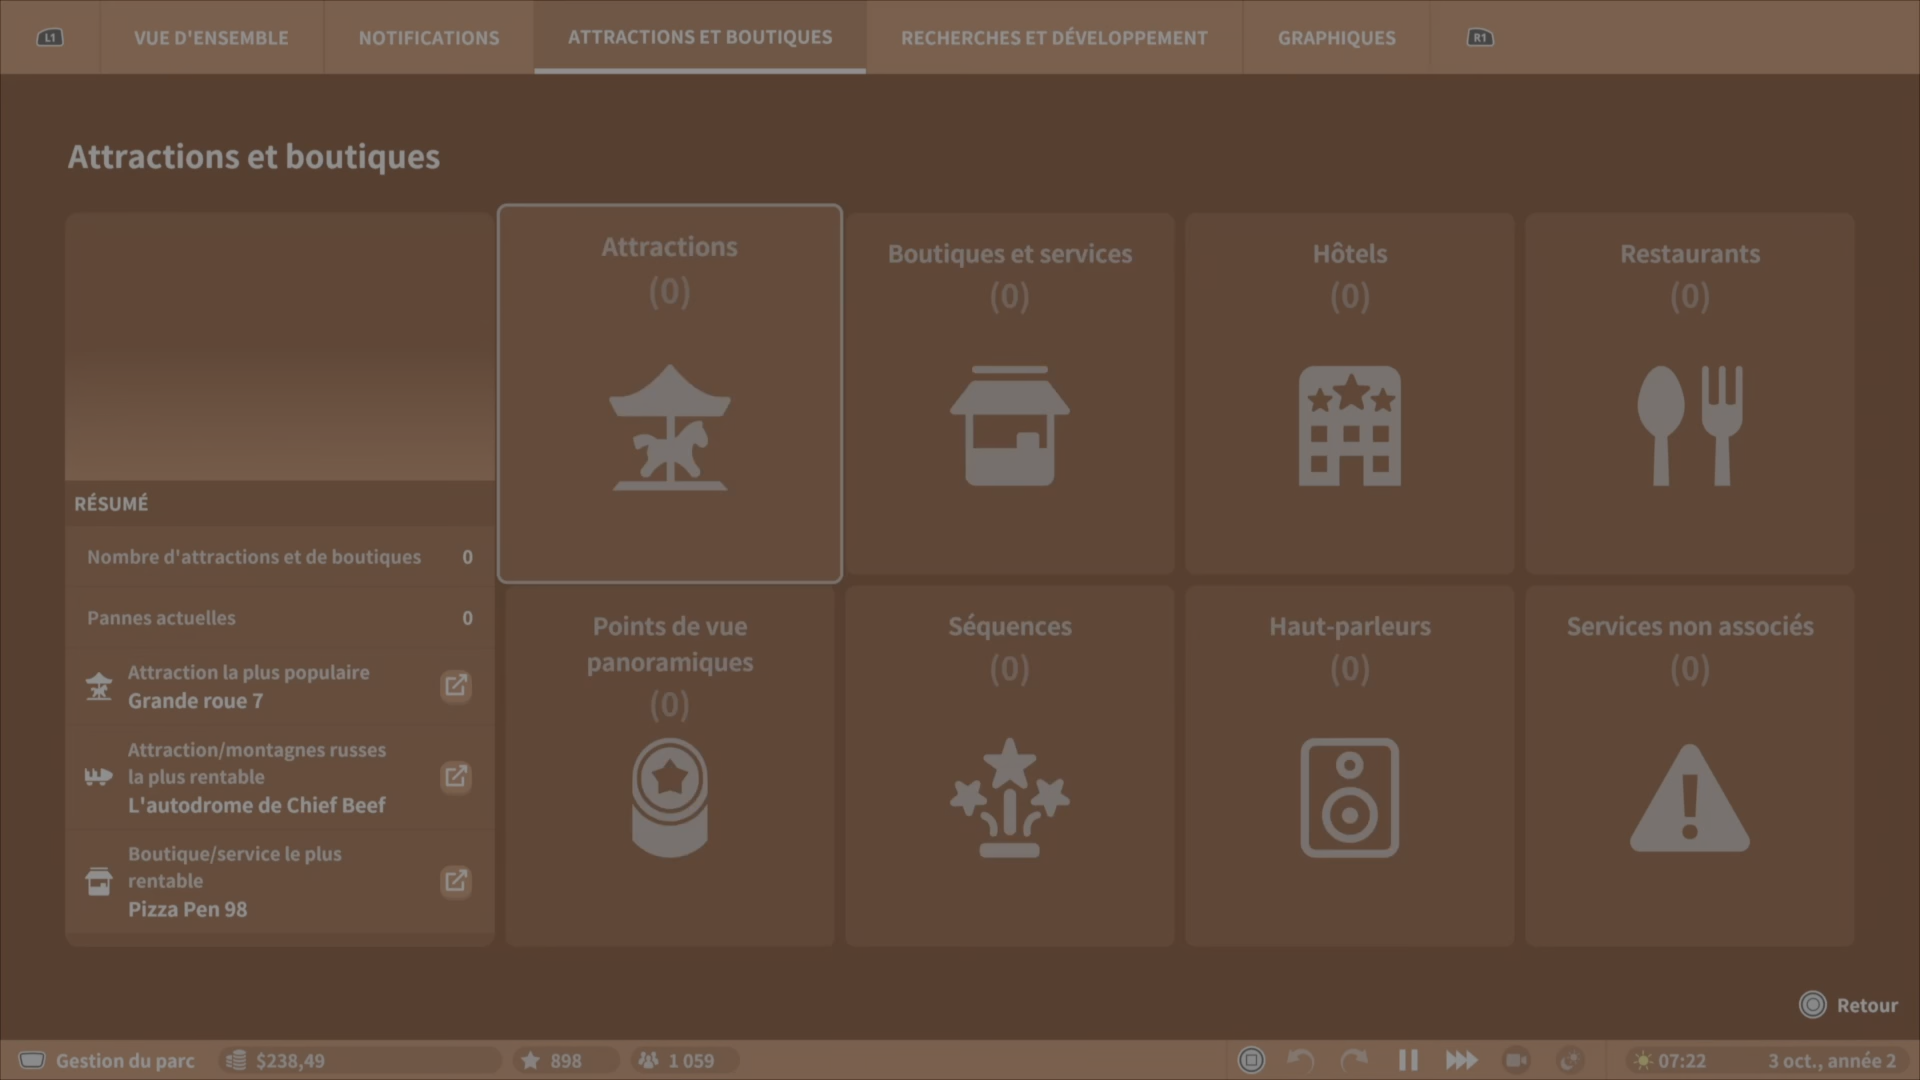 L1
VUE D'ENSEMBLE
NOTIFICATIONS
ATTRACTIONS ET BOUTIQUES
RECHERCHES ET DÉVELOPPEMENT
GRAPHIQUES
R1
Attractions et boutiques
RÉSUMÉ
Nombre d'attractions et de boutiques 0
Pannes actuelles 0
Attraction la plus populaire
Grande roue 7
Attraction/montagnes russes
la plus rentable
L'autodrome de Chief Beef
Boutique/service le plus
rentable
Pizza Pen 98
Attractions
(0)
Boutiques et services
(0)
Hôtels
(0)
Restaurants
(0)
Points de vue
panoramiques
(0)
Séquences
(0)
Haut-parleurs
(0)
Services non associés
(0)
Retour
Gestion du parc
$238,49
898
1 059
07:22
3 oct., année 2